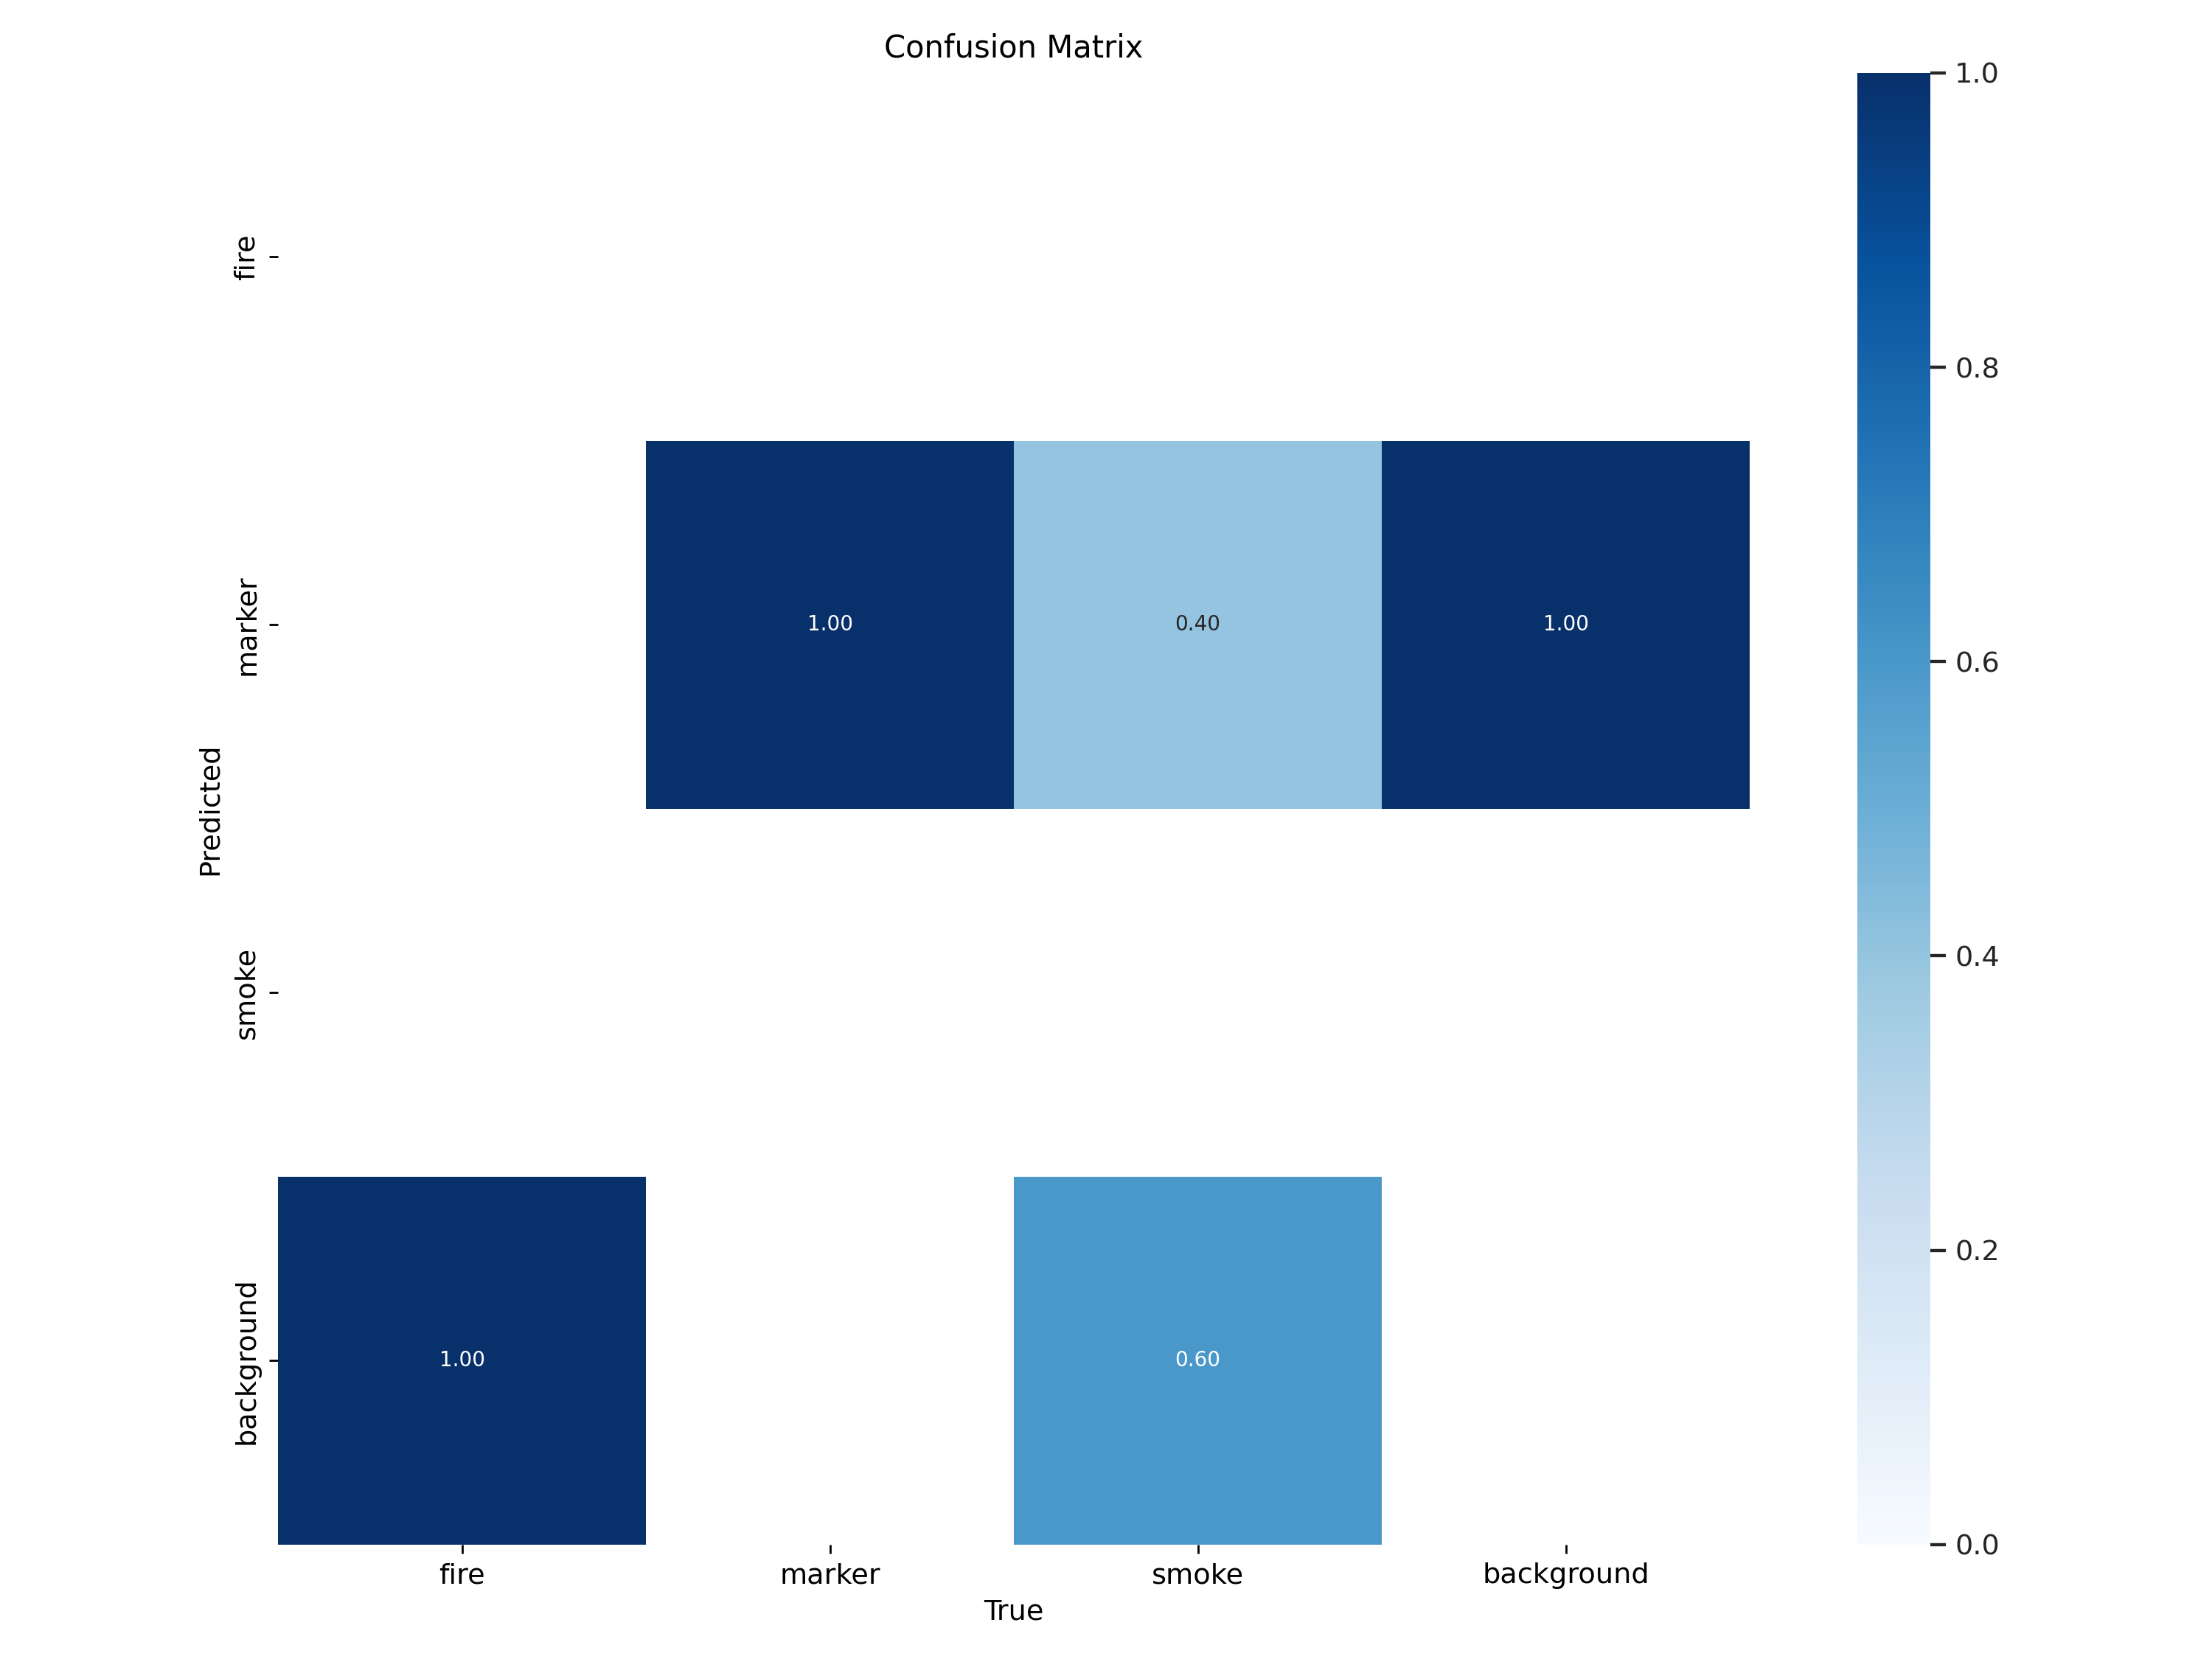 Confusion Matrix
1.0
0.8
0.6
0.4
0.2
0.0
Predicted
fire
marker
smoke
background
1.00 0.40 1.00
1.00 0.60
fire marker smoke background
True